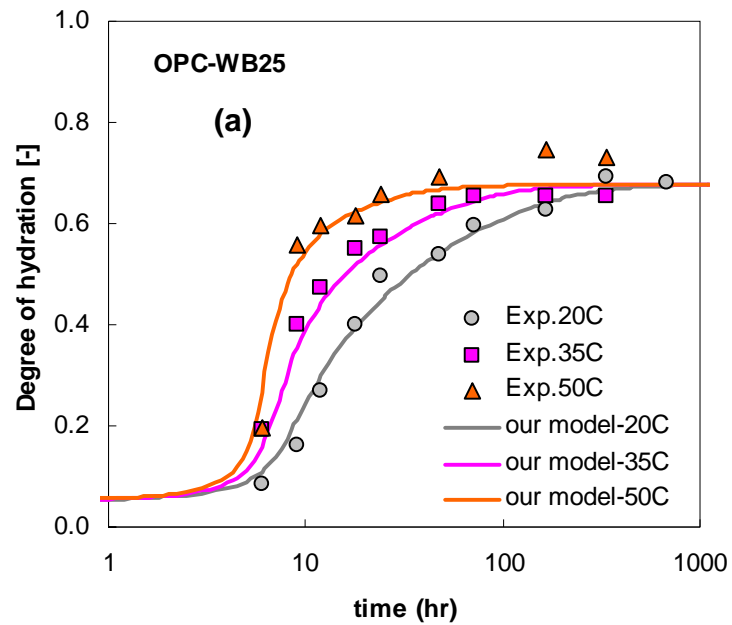 1.0
OPC-WB25
(a)
0.8
0.6
0.4
0.2
0.0
Degree of hydration [-]
Exp.20C
Exp.35C
Exp.50C
our model-20C
our model-35C
our model-50C
1 10 100 1000
time (hr)